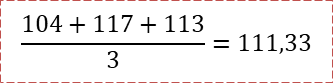 104 + 117 + 113
3
= 111,33